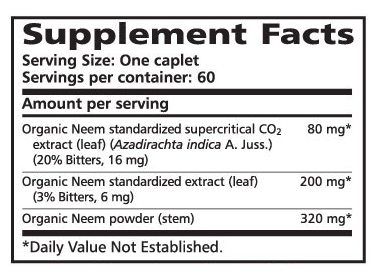 Supplement Facts
Serving Size: One caplet
Servings per container: 60
Amount per serving
Organic Neem standardized supercritical CO₂ 80 mg*
extract (leaf) (Azadirachta indica A. Juss.)
(20% Bitters, 16 mg)
Organic Neem standardized extract (leaf) 200 mg*
(3% Bitters, 6 mg)
Organic Neem powder (stem) 320 mg*
*Daily Value Not Established.